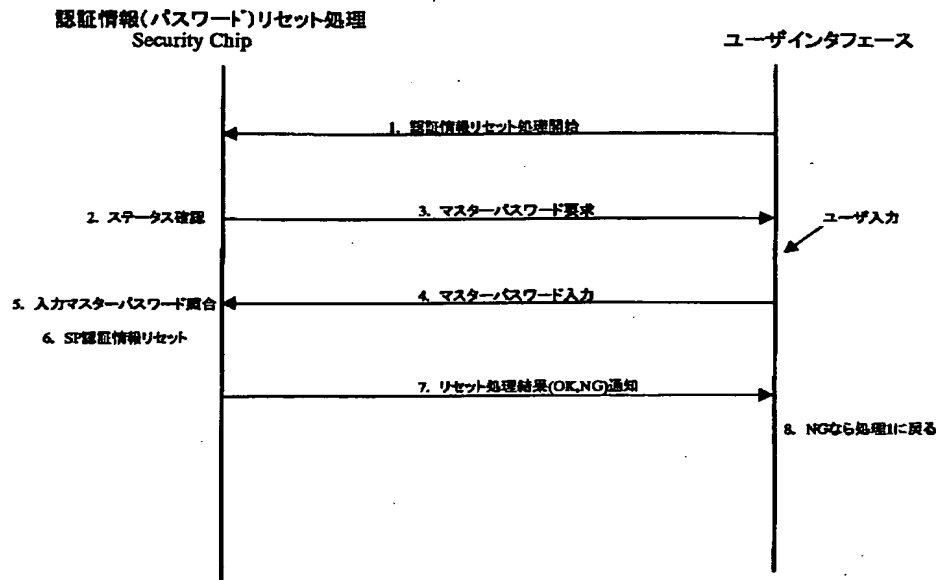 認証情報(パスワード)リセット処理
Security Chip
ユーザインタフェース
1. 認証情報リセット処理開始
2. ステータス確認
3. マスターパスワード要求
ユーザ入力
4. マスターパスワード入力
5. 入力マスターパスワード照合
6. SP認証情報リセット
7. リセット処理結果(OK,NG)通知
8. NGなら処理1に戻る